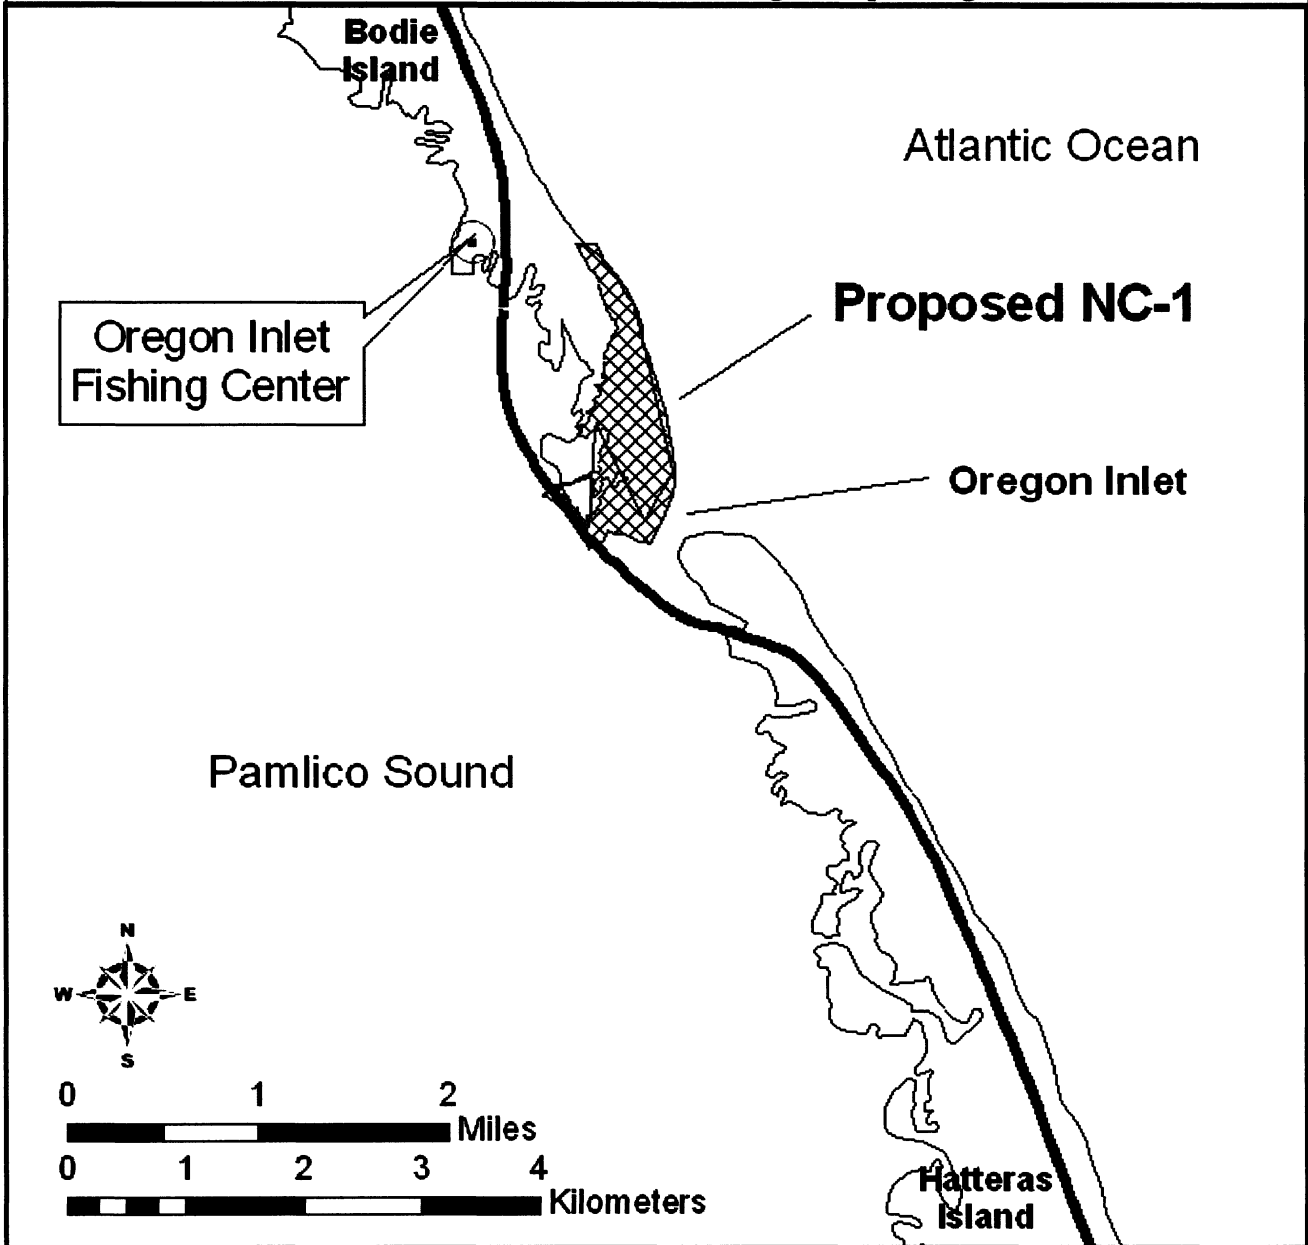 Bodie
Island
Atlantic Ocean
Proposed NC-1
Oregon Inlet
Fishing Center
Oregon Inlet
Pamlico Sound
N
W E
S
0 1 2
Miles
0 1 2 3 4
Kilometers
Hatteras
Island